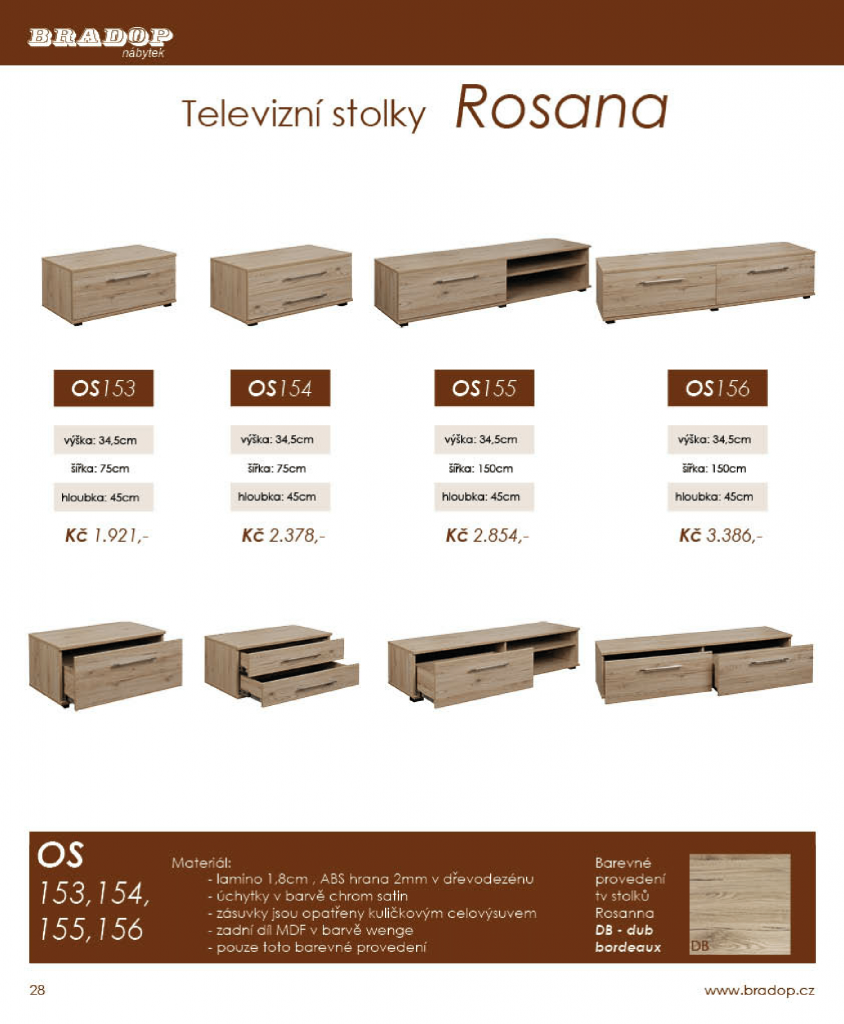 BRADOP
nábytek
Televizní stolky Rosana
OS153
OS154
OS155
OS156
výška: 34,5cm
výška: 34,5cm
výška: 34,5cm
výška: 34,5cm
šířka: 75cm
šířka: 75cm
šířka: 150cm
šířka: 150cm
hloubka: 45cm
hloubka: 45cm
hloubka: 45cm
hloubka: 45cm
Kč 1.921,-
Kč 2.378,-
Kč 2.854,-
Kč 3.386,-
OS
153,154,
155,156
Materiál:
- lamino 1,8cm , ABS hrana 2mm v dřevodezénu
- úchytky v barvě chrom satin
- zásuvky jsou opatřeny kuličkovým celovýsuvem
- zadní díl MDF v barvě wenge
- pouze toto barevné provedení
Barevné
provedení
tv stolků
Rosanna
DB - dub
bordeaux
DB
28
www.bradop.cz